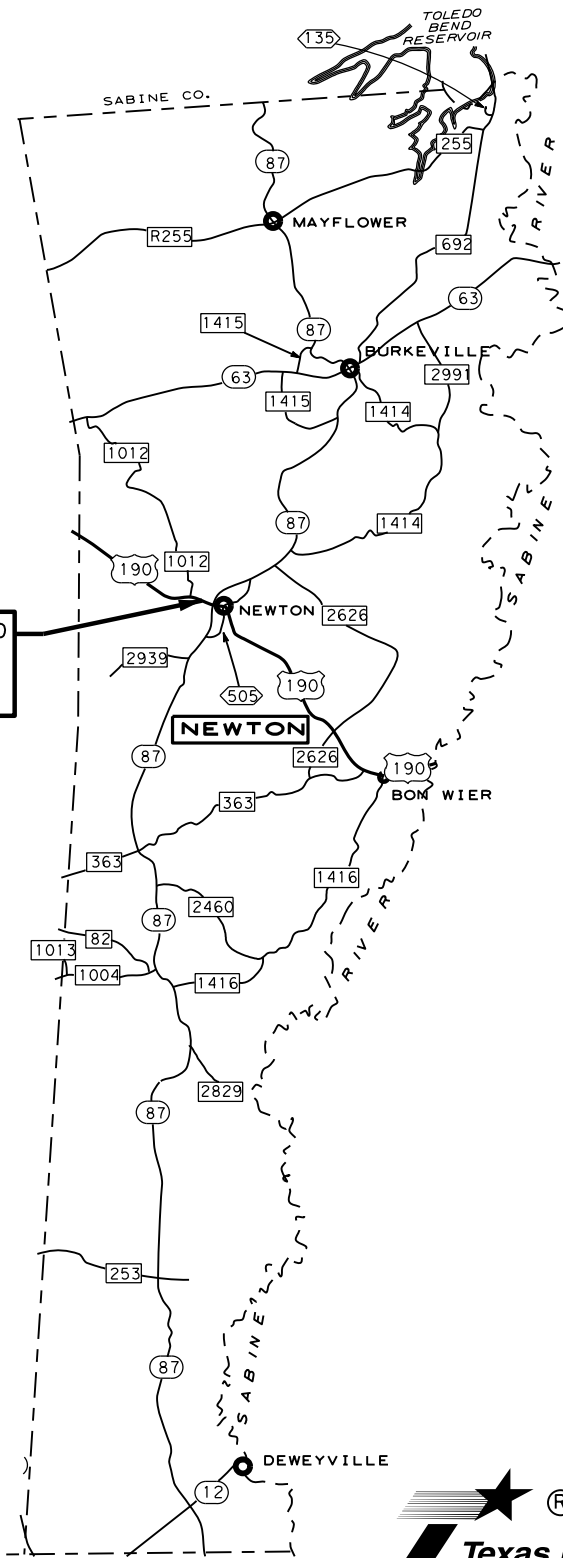 TOLEDO
BEND
RESERVOIR
135
SABINE CO.
255
87
RIVER
MAYFLOWER
R255
692
63
1415
87
BURKEVILLE
63
2991
1415
1414
1012
SABINE
87
1414
1012
190
NEWTON
2626
2939
505
190
NEWTON
87
2626
190
BON WIER
363
363
1416
2460
87
RIVER
82
1013
1004
1416
2829
87
253
87
SABINE
DEWEYVILLE
12
Texas